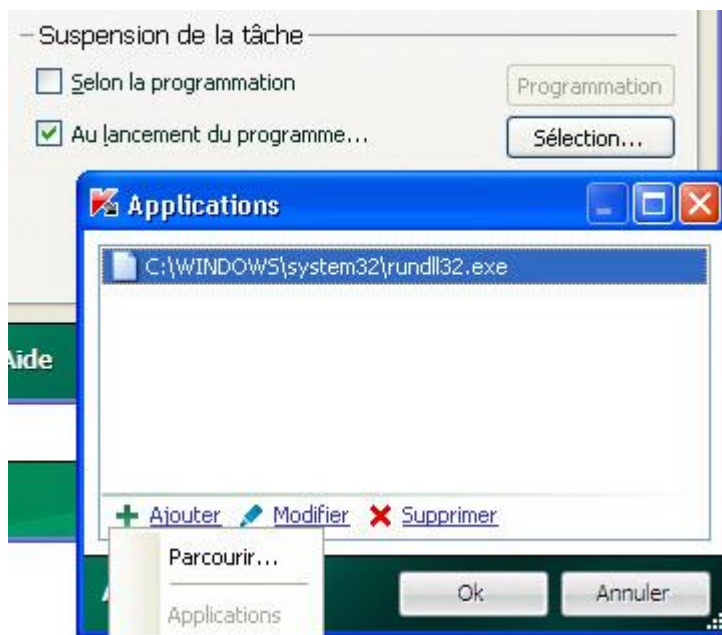 Suspension de la tâche
Selon la programmation
Programmation
Au lancement du programme...
Sélection...
Applications
C:\WINDOWS\system32\rundll32.exe
Aide
Ajouter Modifier Supprimer
Parcourir...
Applications
Ok
Annuler